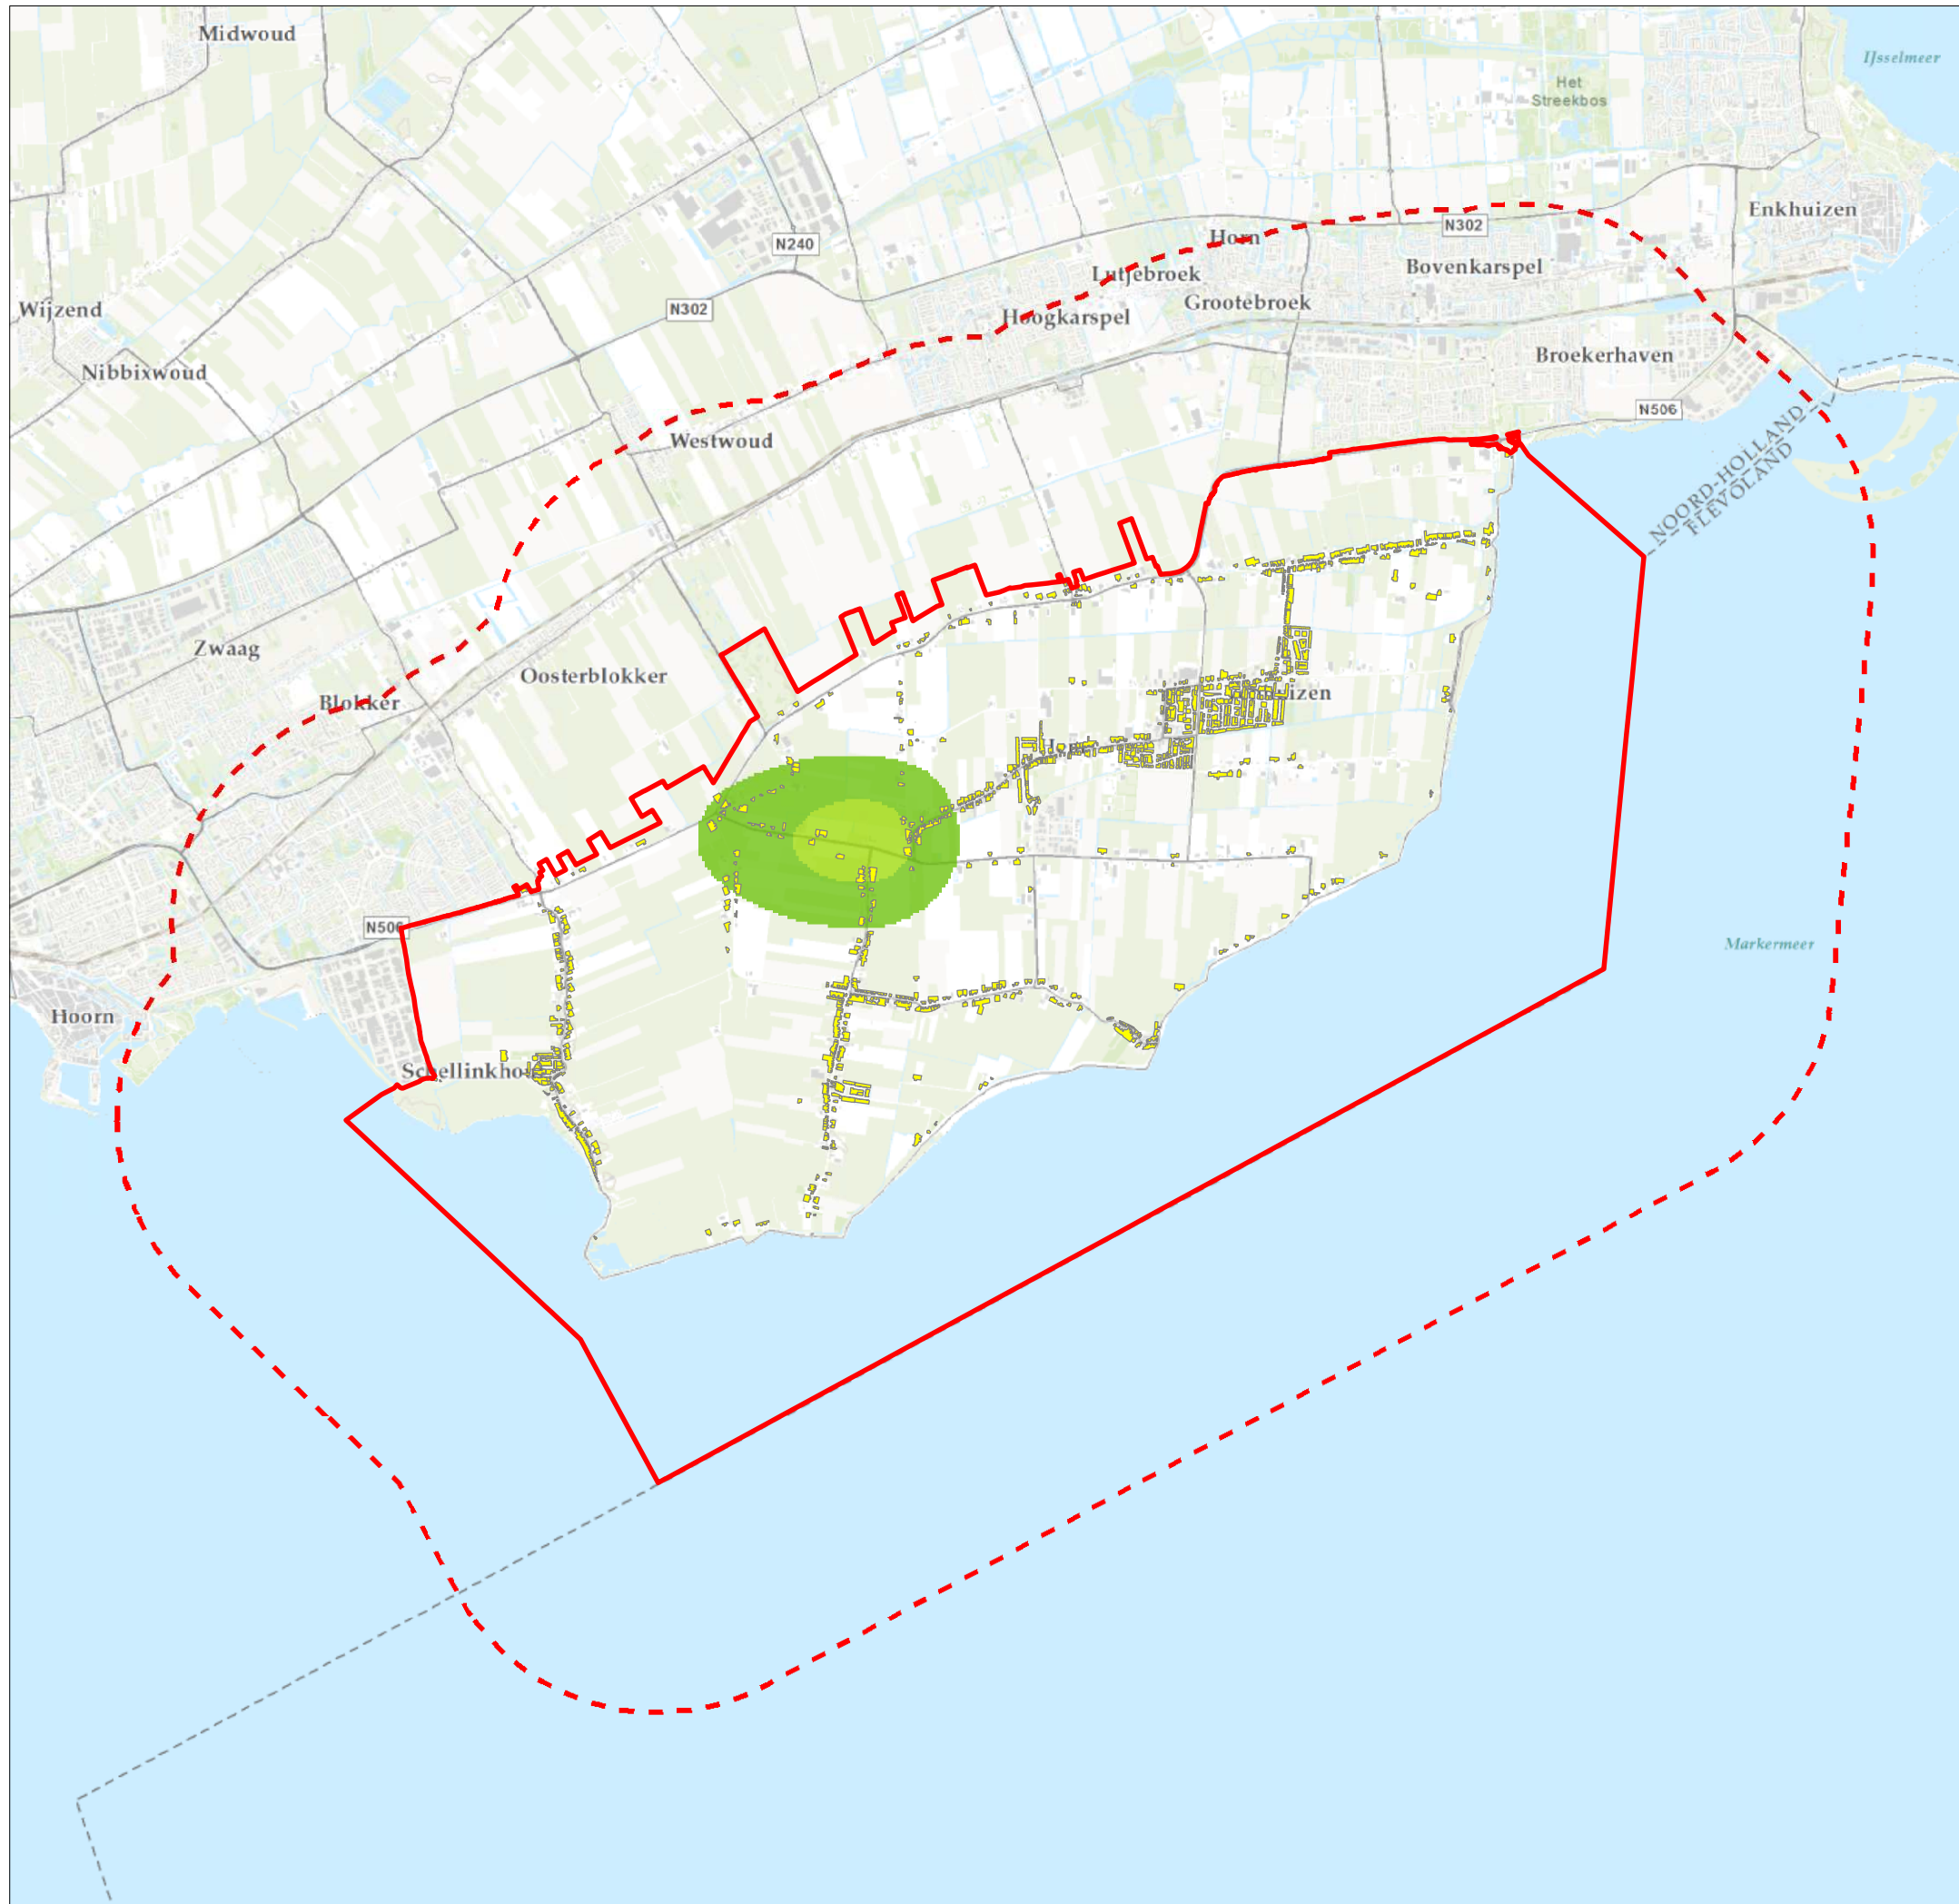 Midwoud
IJsselmeer
Het
Streekbos
Enkhuizen
N302
Horn
N240
Bovenkarspel
Lutjebroek
Grootebroek
Wijzend
N302
Hoogkarspel
Broekerhaven
Nibbixwoud
N506
Westwoud
NOORD-HOLLAND
FLEVOLAND
Zwaag
Oosterblokker
Blokker
N506
Markermeer
Hoorn